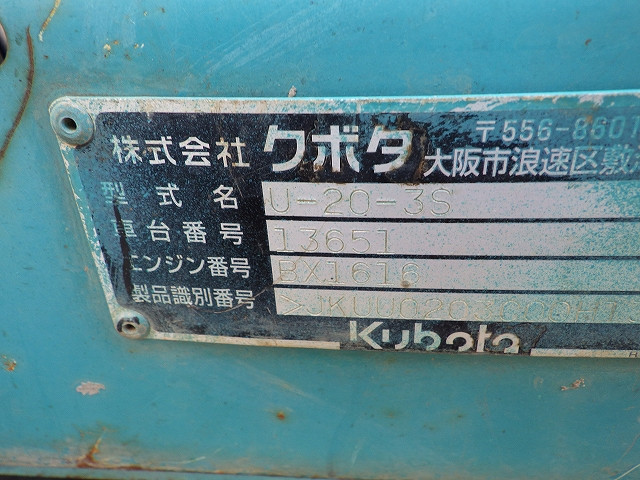 株式会社 クボタ 〒556-860
大阪市浪速区敷
型式名 U-20-3S
車台番号 13651
エンジン番号 BX1616
製品識別番号 >JKUU020
Kubota